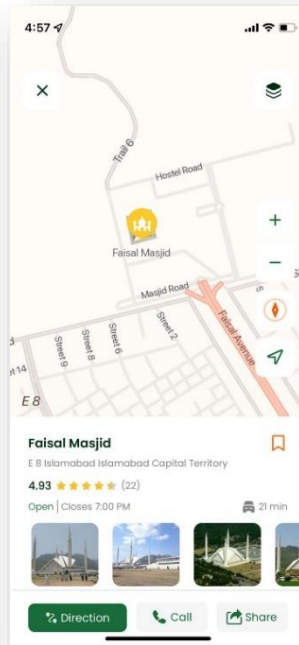 4:57
Trail 6
Hostel Road
Faisal Masjid
Masjid Road
Faisal Avenue
Street 2
Street 6
Street 8
Street 9
et 14
E 8
Faisal Masjid
E 8 Islamabad Islamabad Capital Territory
4.93 (22)
Open | Closes 7:00 PM 21 min
Direction Call Share